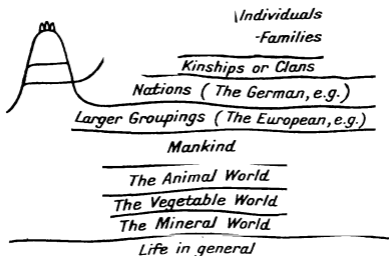 Individuals
Families
Kinships or Clans
Nations (The German, e.g.)
Larger Groupings (The European, e.g.)
Mankind
The Animal World
The Vegetable World
The Mineral World
Life in general